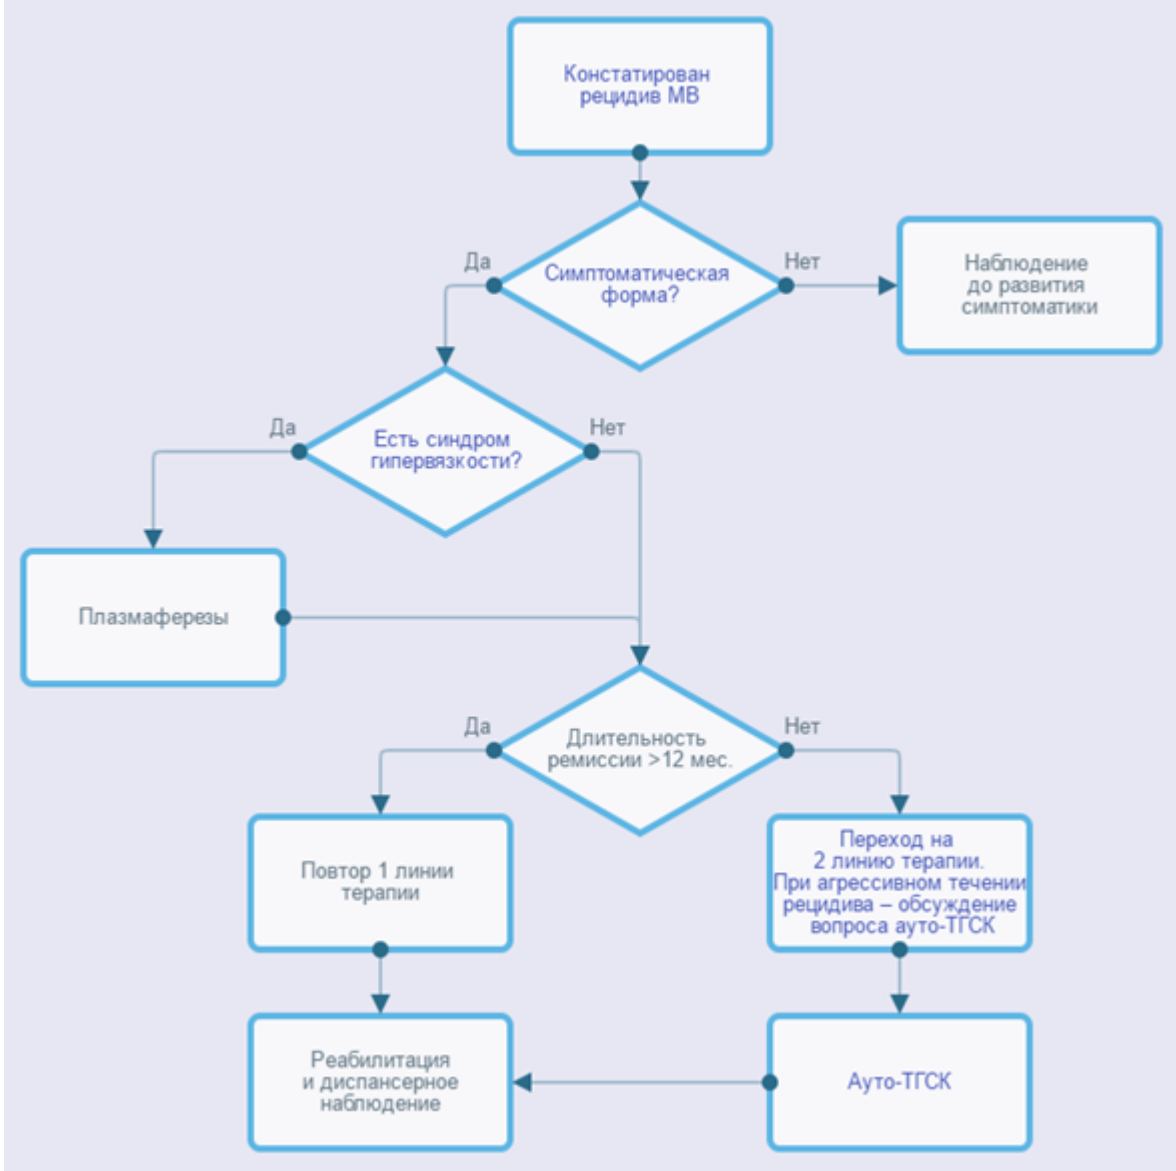 Констатирован
рецидив МВ
Да
Симптоматическая
форма?
Нет
Наблюдение
до развития
симптоматики
Да
Есть синдром
гипервязкости?
Нет
Плазмаферезы
Да
Длительность
ремиссии >12 мес.
Нет
Повтор 1 линии
терапии
Переход на
2 линию терапии.
При агрессивном течении
рецидива – обсуждение
вопроса ауто-ТГСК
Реабилитация
и диспансерное
наблюдение
Ауто-ТГСК